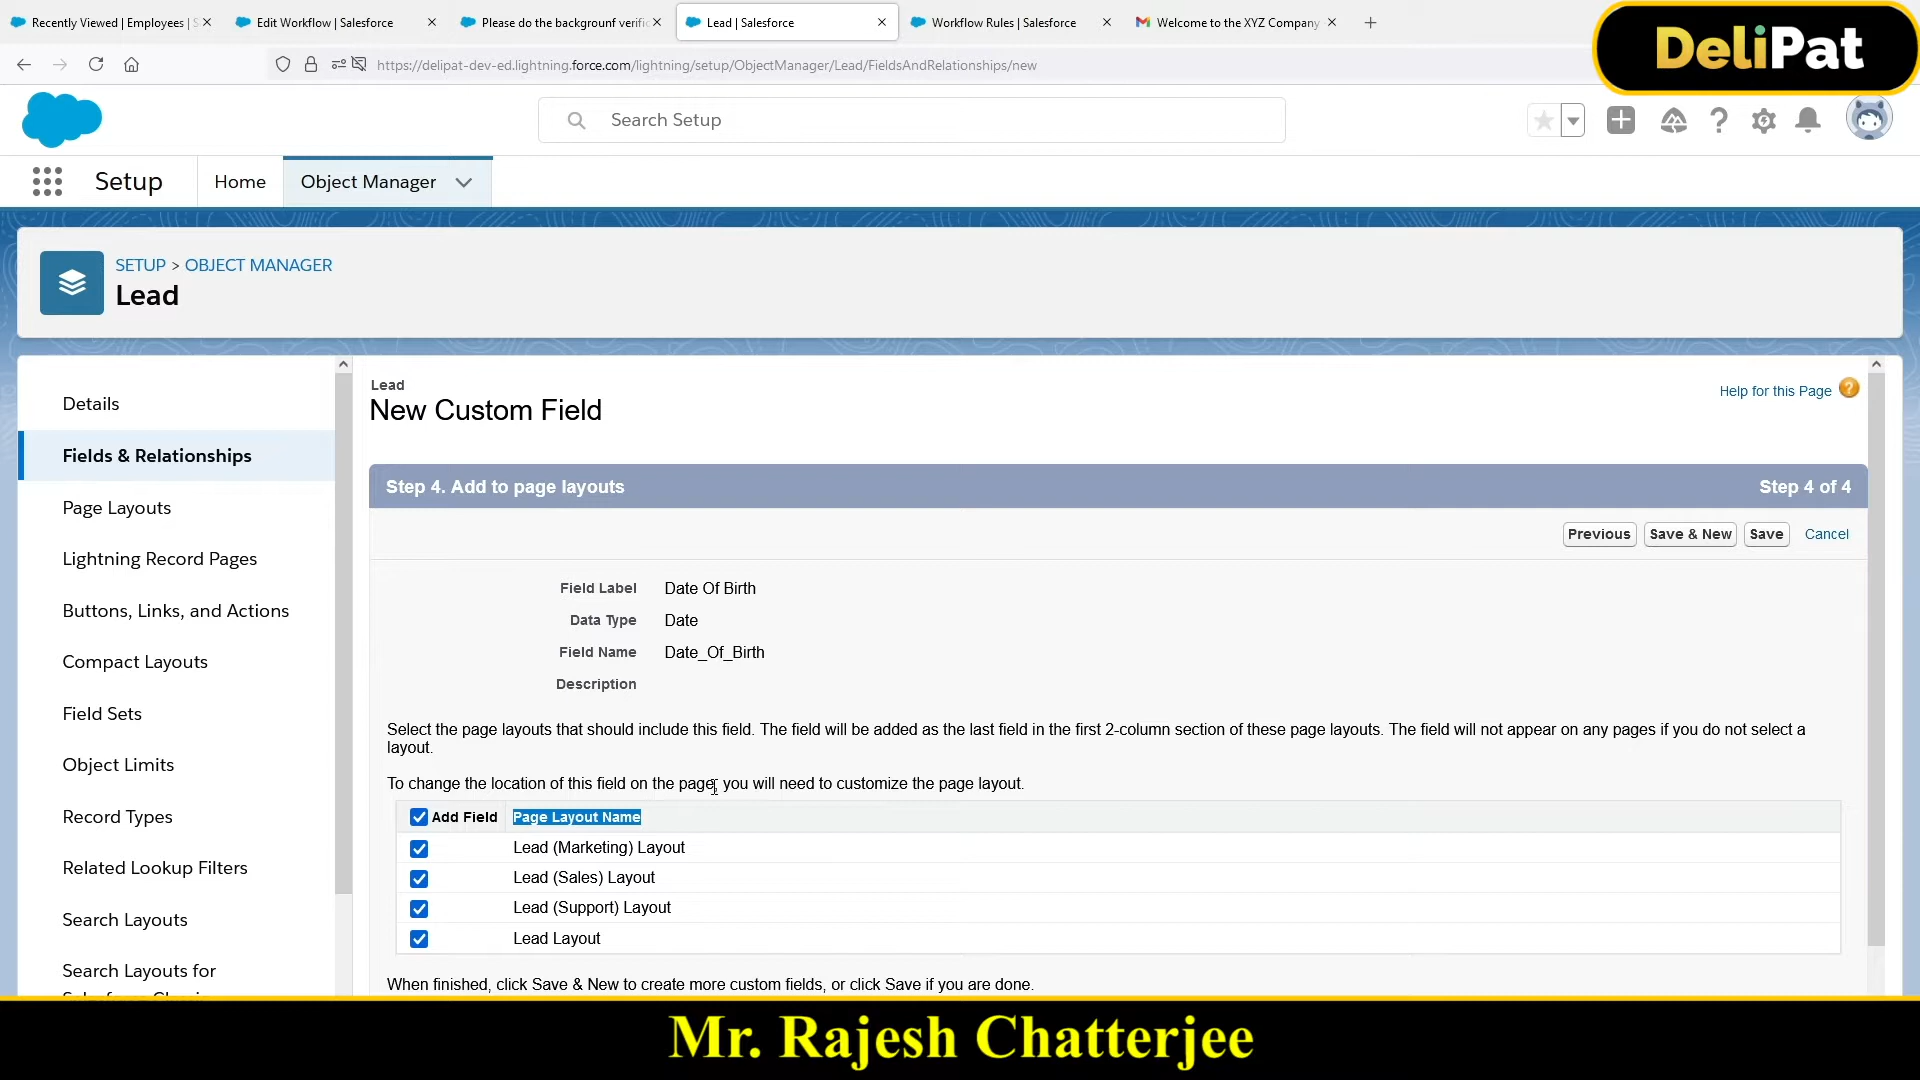 Recently Viewed | Employees | S
Edit Workflow | Salesforce
Please do the backgrounf verific
Lead | Salesforce
Workflow Rules | Salesforce
Welcome to the XYZ Company
DeliPat
https://delipat-dev-ed.lightning.force.com/lightning/setup/ObjectManager/Lead/FieldsAndRelationships/new
Search Setup
Setup
Home
Object Manager
SETUP > OBJECT MANAGER
Lead
Details
Fields & Relationships
Page Layouts
Lightning Record Pages
Buttons, Links, and Actions
Compact Layouts
Field Sets
Object Limits
Record Types
Related Lookup Filters
Search Layouts
Search Layouts for
Lead
New Custom Field
Help for this Page
Step 4. Add to page layouts
Step 4 of 4
Previous
Save & New
Save
Cancel
Field Label Date Of Birth
Data Type Date
Field Name Date_Of_Birth
Description
Select the page layouts that should include this field. The field will be added as the last field in the first 2-column section of these page layouts. The field will not appear on any pages if you do not select a
layout.
To change the location of this field on the page, you will need to customize the page layout.
Add Field Page Layout Name
Lead (Marketing) Layout
Lead (Sales) Layout
Lead (Support) Layout
Lead Layout
When finished, click Save & New to create more custom fields, or click Save if you are done.
Mr. Rajesh Chatterjee